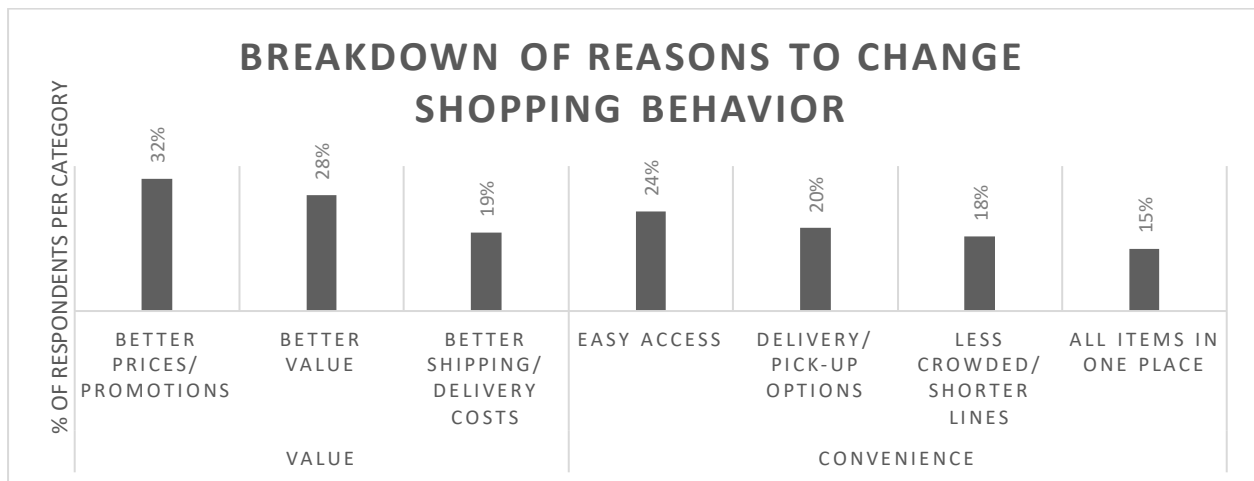 BREAKDOWN OF REASONS TO CHANGE
SHOPPING BEHAVIOR
% OF RESPONDENTS PER CATEGORY
32%
28%
19%
24%
20%
18%
15%
BETTER
PRICES/
PROMOTIONS
BETTER
VALUE
BETTER
SHIPPING/
DELIVERY
COSTS
EASY ACCESS
DELIVERY/
PICK-UP
OPTIONS
LESS
CROWDED/
SHORTER
LINES
ALL ITEMS IN
ONE PLACE
VALUE
CONVENIENCE